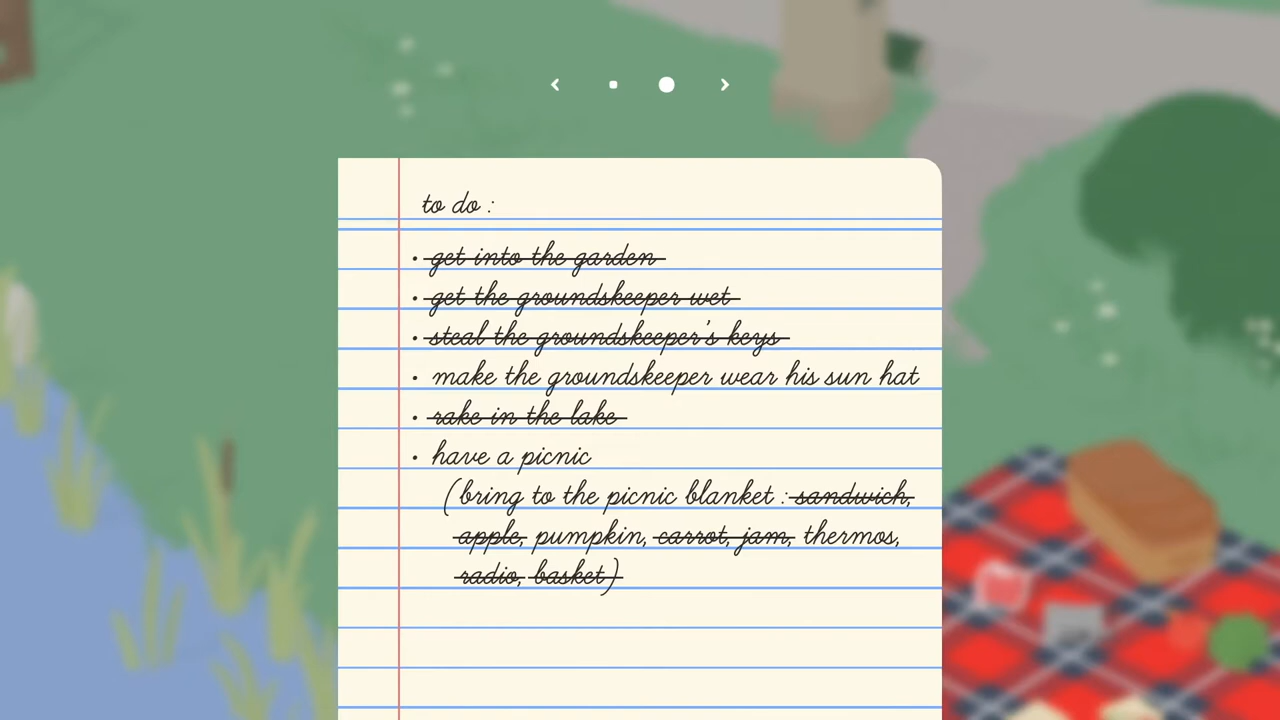 to do :
• get into the garden
• get the groundskeeper wet
• steal the groundskeeper's keys
• make the groundskeeper wear his sun hat
• rake in the lake
• have a picnic
(bring to the picnic blanket : sandwich,
apple, pumpkin, carrot, jam, thermos,
radio, basket)